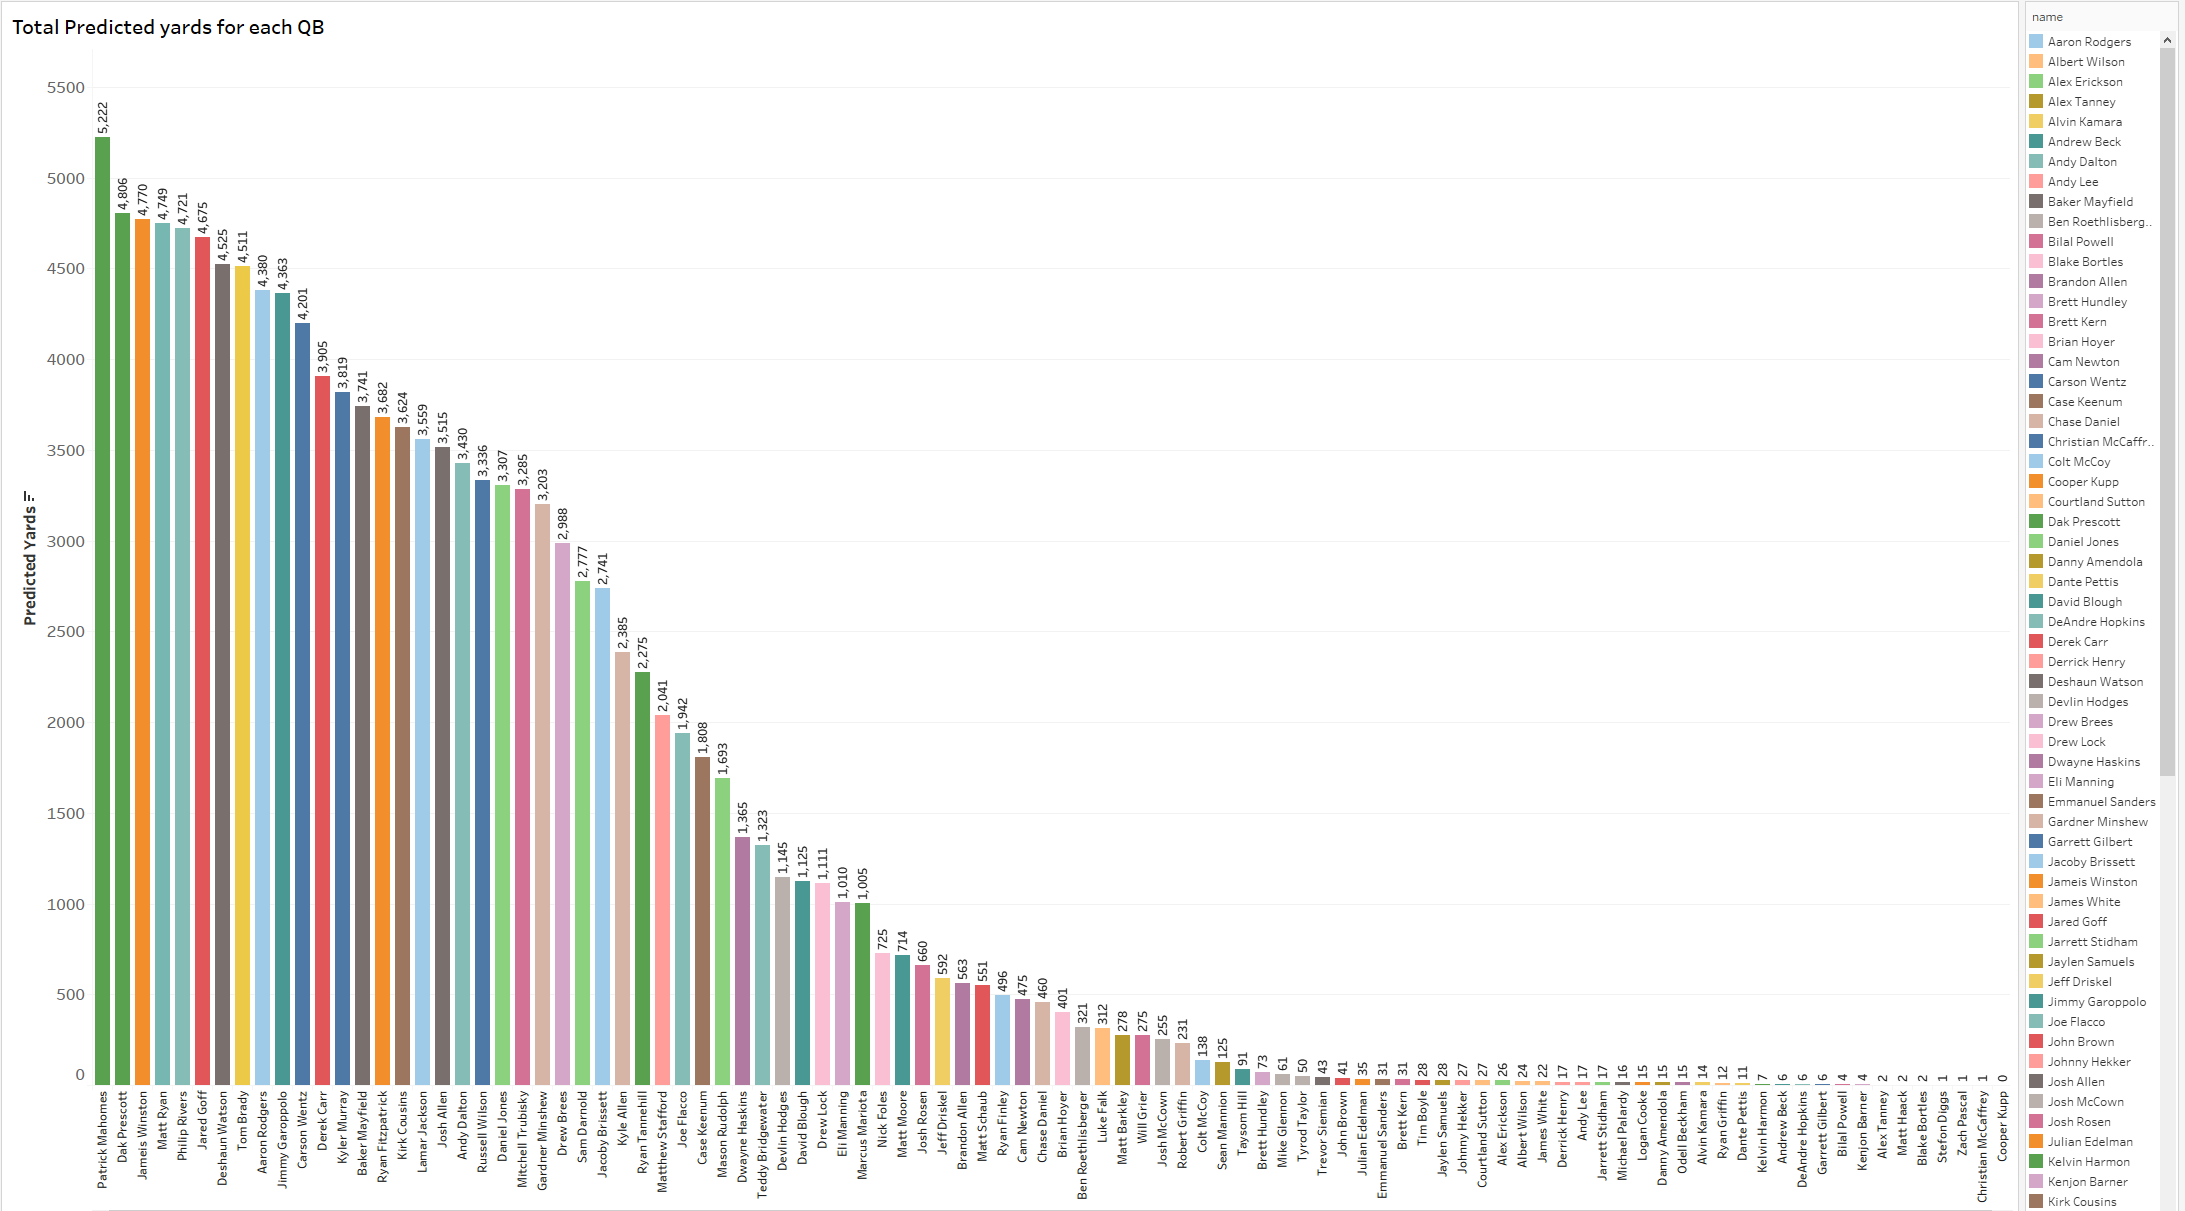 Total Predicted yards for each QB
Predicted Yards
5500
5000
4500
4000
3500
3000
2500
2000
1500
1000
500
0
5,222
4,806
4,770
4,749
4,721
4,675
4,525
4,511
4,380
4,363
4,201
3,905
3,819
3,741
3,682
3,624
3,559
3,515
3,430
3,336
3,307
3,285
3,203
2,988
2,777
2,741
2,385
2,275
2,041
1,942
1,808
1,693
1,365
1,323
1,145
1,125
1,111
1,010
1,005
725
714
660
592
563
551
496
475
460
401
321
312
278
275
255
231
138
125
91
73
61
50
43
41
35
31
31
28
28
27
27
26
24
22
17
17
17
16
15
15
15
14
12
11
7
6
6
6
4
4
2
2
2
1
1
1
0
Patrick Mahomes
Dak Prescott
Jameis Winston
Matt Ryan
Philip Rivers
Jared Goff
Deshaun Watson
Tom Brady
Aaron Rodgers
Jimmy Garoppolo
Carson Wentz
Derek Carr
Kyler Murray
Baker Mayfield
Ryan Fitzpatrick
Kirk Cousins
Lamar Jackson
Josh Allen
Andy Dalton
Russell Wilson
Daniel Jones
Mitchell Trubisky
Gardner Minshew
Drew Brees
Sam Darnold
Jacoby Brissett
Kyle Allen
Ryan Tannehill
Matthew Stafford
Joe Flacco
Case Keenum
Mason Rudolph
Dwayne Haskins
Teddy Bridgewater
Devlin Hodges
David Blough
Drew Lock
Eli Manning
Marcus Mariota
Nick Foles
Matt Moore
Josh Rosen
Jeff Driskel
Brandon Allen
Matt Schaub
Ryan Finley
Cam Newton
Chase Daniel
Brian Hoyer
Ben Roethlisberger
Luke Falk
Matt Barkley
Will Grier
Josh McCown
Robert Griffin
Colt McCoy
Sean Mannion
Taysom Hill
Brett Hundley
Mike Glennon
Tyrod Taylor
Trevor Siemian
John Brown
Julian Edelman
Emmanuel Sanders
Brett Kern
Tim Boyle
Jaylen Samuels
Johnny Hekker
Courtland Sutton
Alex Erickson
Albert Wilson
James White
Derrick Henry
Andy Lee
Jarrett Stidham
Michael Palardy
Logan Cooke
Danny Amendola
Odell Beckham
Alvin Kamara
Ryan Griffin
Dante Pettis
Kelvin Harmon
Andrew Beck
DeAndre Hopkins
Garrett Gilbert
Bilal Powell
Kenjon Barner
Alex Tanney
Matt Haack
Blake Bortles
Stefon Diggs
Zach Pascal
Christian McCaffrey
Cooper Kupp
name
Aaron Rodgers
Albert Wilson
Alex Erickson
Alex Tanney
Alvin Kamara
Andrew Beck
Andy Dalton
Andy Lee
Baker Mayfield
Ben Roethlisberg..
Bilal Powell
Blake Bortles
Brandon Allen
Brett Hundley
Brett Kern
Brian Hoyer
Cam Newton
Carson Wentz
Case Keenum
Chase Daniel
Christian McCaffr..
Colt McCoy
Cooper Kupp
Courtland Sutton
Dak Prescott
Daniel Jones
Danny Amendola
Dante Pettis
David Blough
DeAndre Hopkins
Derek Carr
Derrick Henry
Deshaun Watson
Devlin Hodges
Drew Brees
Drew Lock
Dwayne Haskins
Eli Manning
Emmanuel Sanders
Gardner Minshew
Garrett Gilbert
Jacoby Brissett
Jameis Winston
James White
Jared Goff
Jarrett Stidham
Jaylen Samuels
Jeff Driskel
Jimmy Garoppolo
Joe Flacco
John Brown
Johnny Hekker
Josh Allen
Josh McCown
Josh Rosen
Julian Edelman
Kelvin Harmon
Kenjon Barner
Kirk Cousins